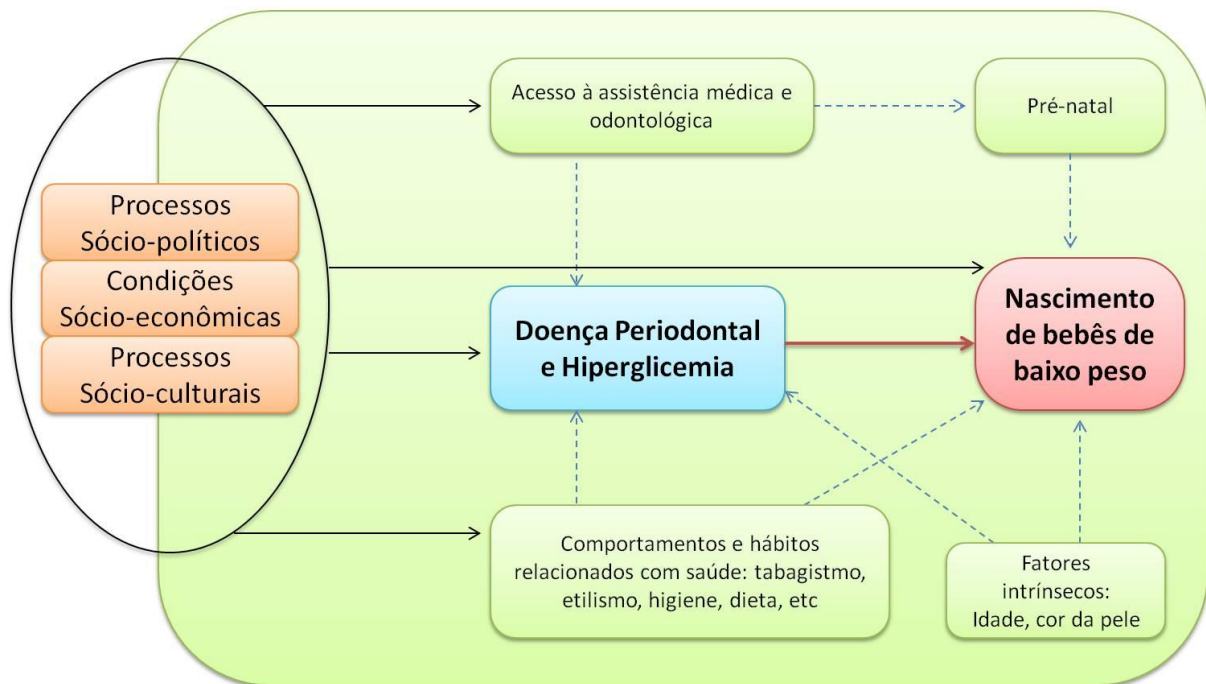 Acesso à assistência médica e
odontológica
Pré-natal
Processos
Sócio-políticos
Condições
Sócio-econômicas
Processos
Sócio-culturais
Doença Periodontal
e Hiperglicemia
Nascimento
de bebês de
baixo peso
Comportamentos e hábitos
relacionados com saúde: tabagistmo,
etilismo, higiene, dieta, etc
Fatores
intrínsecos:
Idade, cor da pele